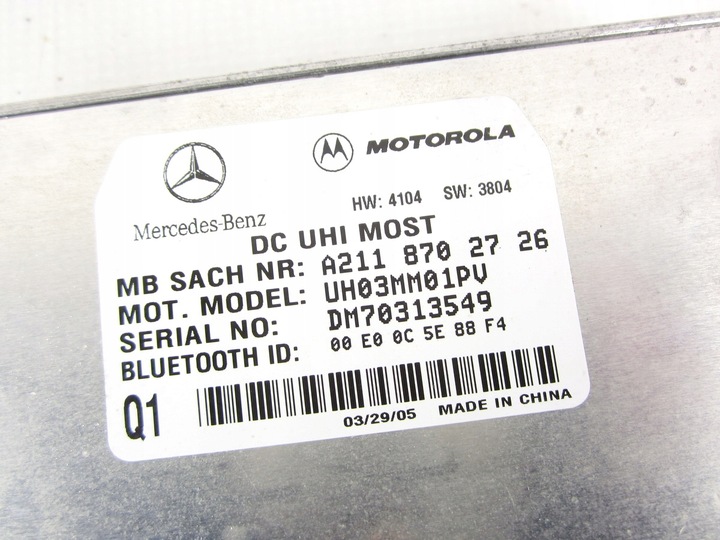 MOTOROLA
HW: 4104 SW: 3804
Mercedes-Benz
DC UHI MOST
MB SACH NR: A211 870 27 26
MOT. MODEL: UH03MM01PV
SERIAL NO: DM70313549
BLUETOOTH ID: 00 E0 0C 5E 88 F4
Q1
03/29/05 MADE IN CHINA